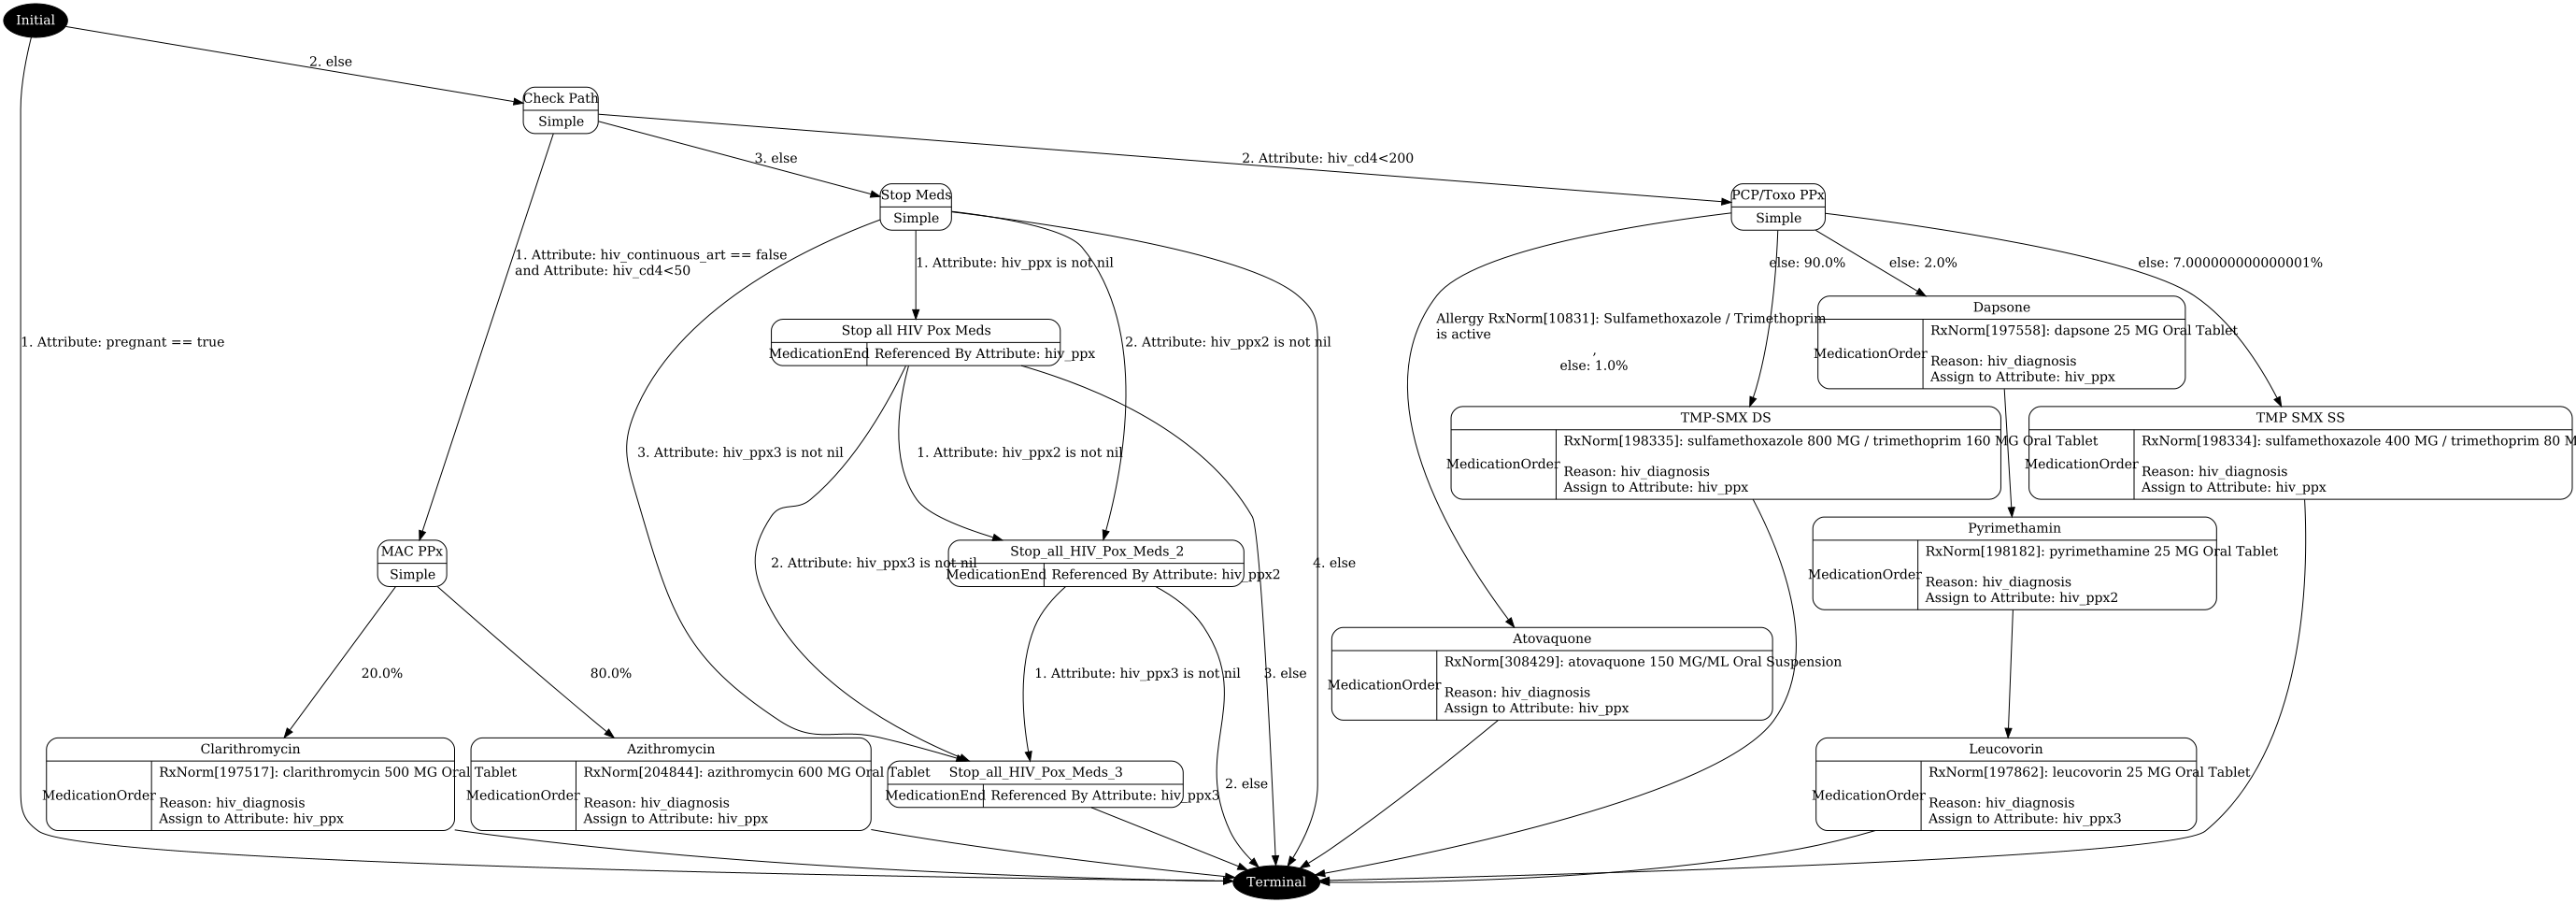 Initial
2. else
Check Path
Simple
3. else
2. Attribute: hiv_cd4<200
Stop Meds
Simple
PCP/Toxo PPx
Simple
1. Attribute: hiv_continuous_art == false
and Attribute: hiv_cd4<50
1. Attribute: hiv_ppx is not nil
else: 90.0%
else: 2.0%
else: 7.000000000000001%
1. Attribute: pregnant == true
Stop all HIV Pox Meds
MedicationEnd
Referenced By Attribute: hiv_ppx
2. Attribute: hiv_ppx2 is not nil
Allergy RxNorm[10831]: Sulfamethoxazole / Trimethoprim
is active
,
else: 1.0%
Dapsone
MedicationOrder
RxNorm[197558]: dapsone 25 MG Oral Tablet
Reason: hiv_diagnosis
Assign to Attribute: hiv_ppx
3. Attribute: hiv_ppx3 is not nil
1. Attribute: hiv_ppx2 is not nil
TMP-SMX DS
MedicationOrder
RxNorm[198335]: sulfamethoxazole 800 MG / trimethoprim 160 MG Oral Tablet
Reason: hiv_diagnosis
Assign to Attribute: hiv_ppx
TMP SMX SS
MedicationOrder
RxNorm[198334]: sulfamethoxazole 400 MG / trimethoprim 80 M
Reason: hiv_diagnosis
Assign to Attribute: hiv_ppx
MAC PPx
Simple
2. Attribute: hiv_ppx3 is not nil
Stop_all_HIV_Pox_Meds_2
MedicationEnd
Referenced By Attribute: hiv_ppx2
4. else
Pyrimethamin
MedicationOrder
RxNorm[198182]: pyrimethamine 25 MG Oral Tablet
Reason: hiv_diagnosis
Assign to Attribute: hiv_ppx2
20.0%
80.0%
1. Attribute: hiv_ppx3 is not nil
3. else
Atovaquone
MedicationOrder
RxNorm[308429]: atovaquone 150 MG/ML Oral Suspension
Reason: hiv_diagnosis
Assign to Attribute: hiv_ppx
Clarithromycin
MedicationOrder
RxNorm[197517]: clarithromycin 500 MG Oral Tablet
Reason: hiv_diagnosis
Assign to Attribute: hiv_ppx
Azithromycin
MedicationOrder
RxNorm[204844]: azithromycin 600 MG Oral Tablet
Reason: hiv_diagnosis
Assign to Attribute: hiv_ppx
Stop_all_HIV_Pox_Meds_3
MedicationEnd
Referenced By Attribute: hiv_ppx3
2. else
Leucovorin
MedicationOrder
RxNorm[197862]: leucovorin 25 MG Oral Tablet
Reason: hiv_diagnosis
Assign to Attribute: hiv_ppx3
Terminal